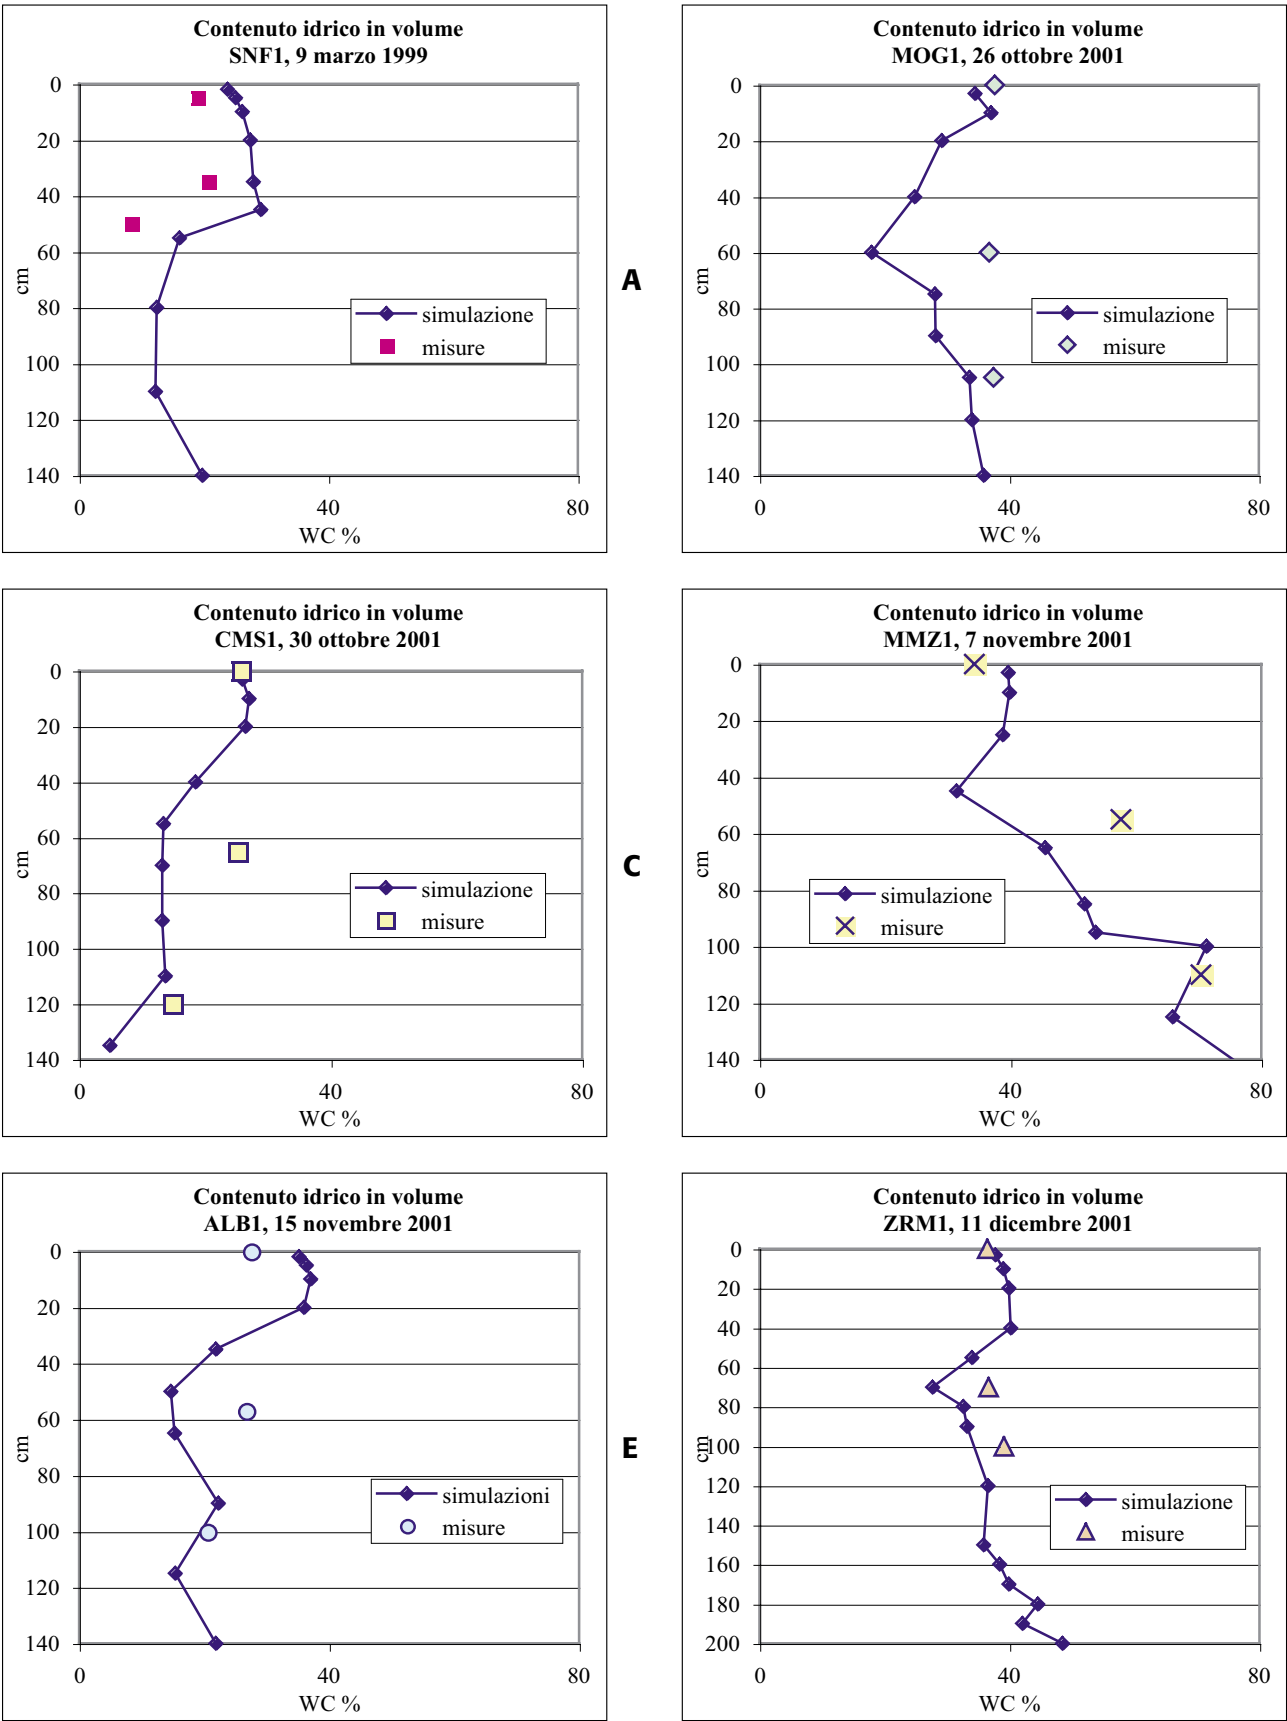 Contenuto idrico in volume
SNF1, 9 marzo 1999
0
20
40
60
80
100
120
140
cm
simulazione
misure
0 40 80
WC %
A
Contenuto idrico in volume
MOG1, 26 ottobre 2001
0
20
40
60
80
100
120
140
cm
simulazione
misure
0 40 80
WC %
Contenuto idrico in volume
CMS1, 30 ottobre 2001
0
20
40
60
80
100
120
140
cm
simulazione
misure
0 40 80
WC %
C
Contenuto idrico in volume
MMZ1, 7 novembre 2001
0
20
40
60
80
100
120
140
cm
simulazione
misure
0 40 80
WC %
Contenuto idrico in volume
ALB1, 15 novembre 2001
0
20
40
60
80
100
120
140
cm
simulazioni
misure
0 40 80
WC %
E
Contenuto idrico in volume
ZRM1, 11 dicembre 2001
0
20
40
60
80
100
120
140
160
180
200
cm
simulazione
misure
0 40 80
WC %